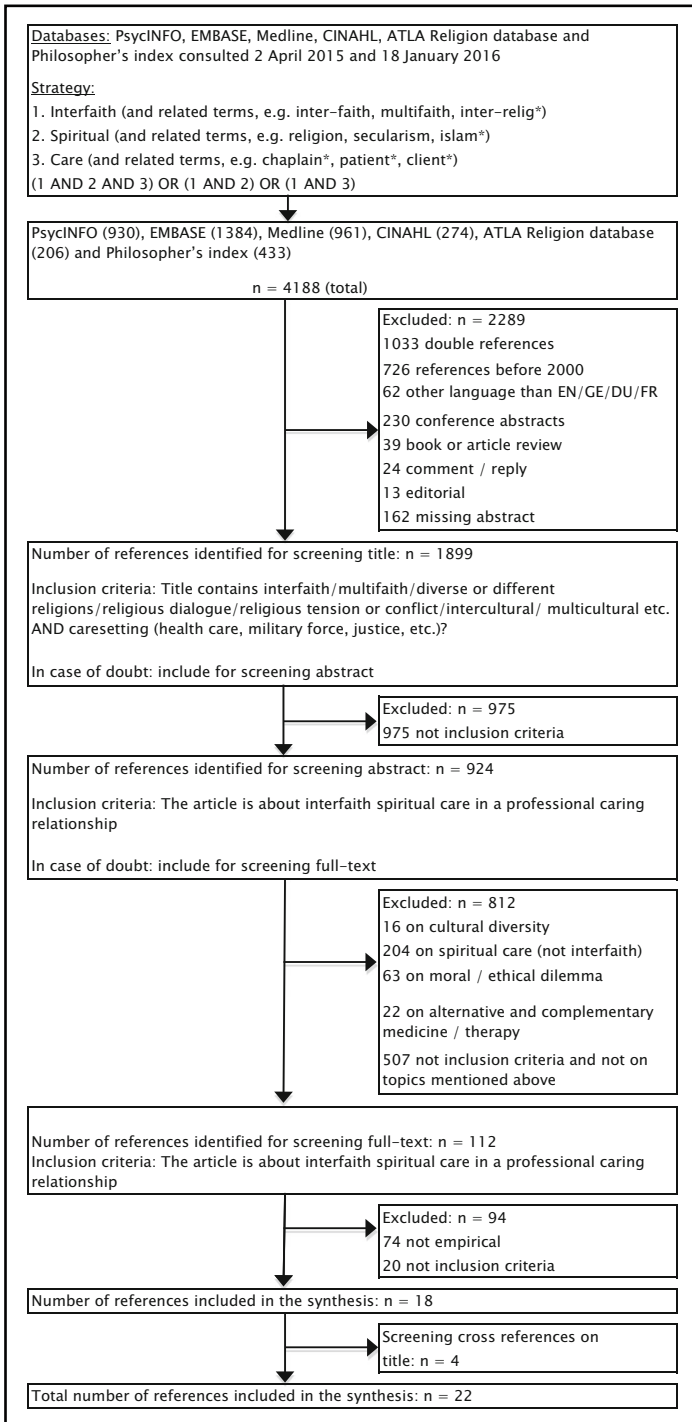 Databases: PsycINFO, EMBASE, Medline, CINAHL, ATLA Religion database and
Philosopher's index consulted 2 April 2015 and 18 January 2016
Strategy:
1. Interfaith (and related terms, e.g. inter-faith, multifaith, inter-relig*)
2. Spiritual (and related terms, e.g. religion, secularism, islam*)
3. Care (and related terms, e.g. chaplain*, patient*, client*)
(1 AND 2 AND 3) OR (1 AND 2) OR (1 AND 3)
PsycINFO (930), EMBASE (1384), Medline (961), CINAHL (274), ATLA Religion database
(206) and Philosopher's index (433)
n = 4188 (total)
Excluded: n = 2289
1033 double references
726 references before 2000
62 other language than EN/GE/DU/FR
230 conference abstracts
39 book or article review
24 comment / reply
13 editorial
162 missing abstract
Number of references identified for screening title: n = 1899
Inclusion criteria: Title contains interfaith/multifaith/diverse or different
religions/religious dialogue/religious tension or conflict/intercultural/ multicultural etc.
AND caresetting (health care, military force, justice, etc.)?
In case of doubt: include for screening abstract
Excluded: n = 975
975 not inclusion criteria
Number of references identified for screening abstract: n = 924
Inclusion criteria: The article is about interfaith spiritual care in a professional caring
relationship
In case of doubt: include for screening full-text
Excluded: n = 812
16 on cultural diversity
204 on spiritual care (not interfaith)
63 on moral / ethical dilemma
22 on alternative and complementary
medicine / therapy
507 not inclusion criteria and not on
topics mentioned above
Number of references identified for screening full-text: n = 112
Inclusion criteria: The article is about interfaith spiritual care in a professional caring
relationship
Excluded: n = 94
74 not empirical
20 not inclusion criteria
Number of references included in the synthesis: n = 18
Screening cross references on
title: n = 4
Total number of references included in the synthesis: n = 22